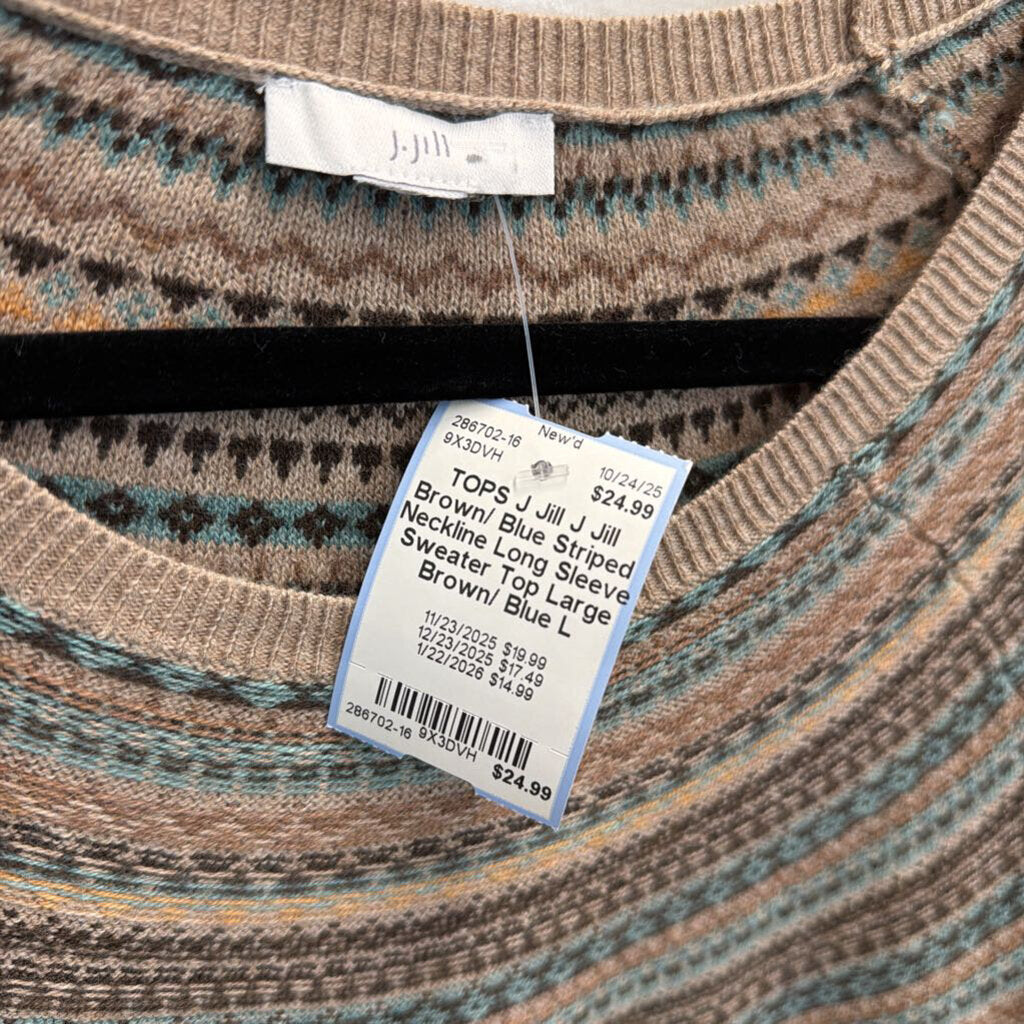 J.Jill
New'd
286702-16
9X3DVH
10/24/25
$24.99
TOPS J Jill J Jill
Brown/ Blue Striped
Neckline Long Sleeve
Sweater Top Large
Brown/ Blue L
11/23/2025 $19.99
12/23/2025 $17.49
1/22/2026 $14.99
286702-16 9X3DVH
$24.99